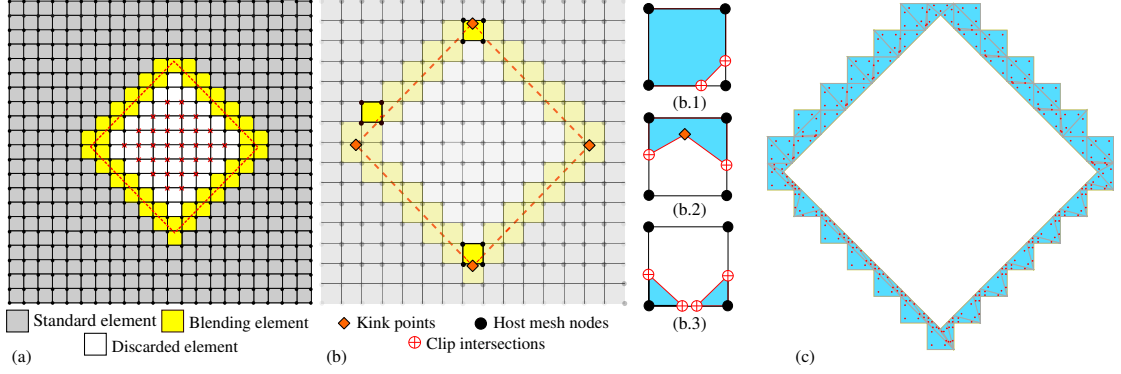 (b.1)
(b.2)
(b.3)
Standard element
Blending element
Discarded element
(a)
Kink points
Host mesh nodes
Clip intersections
(b)
(c)